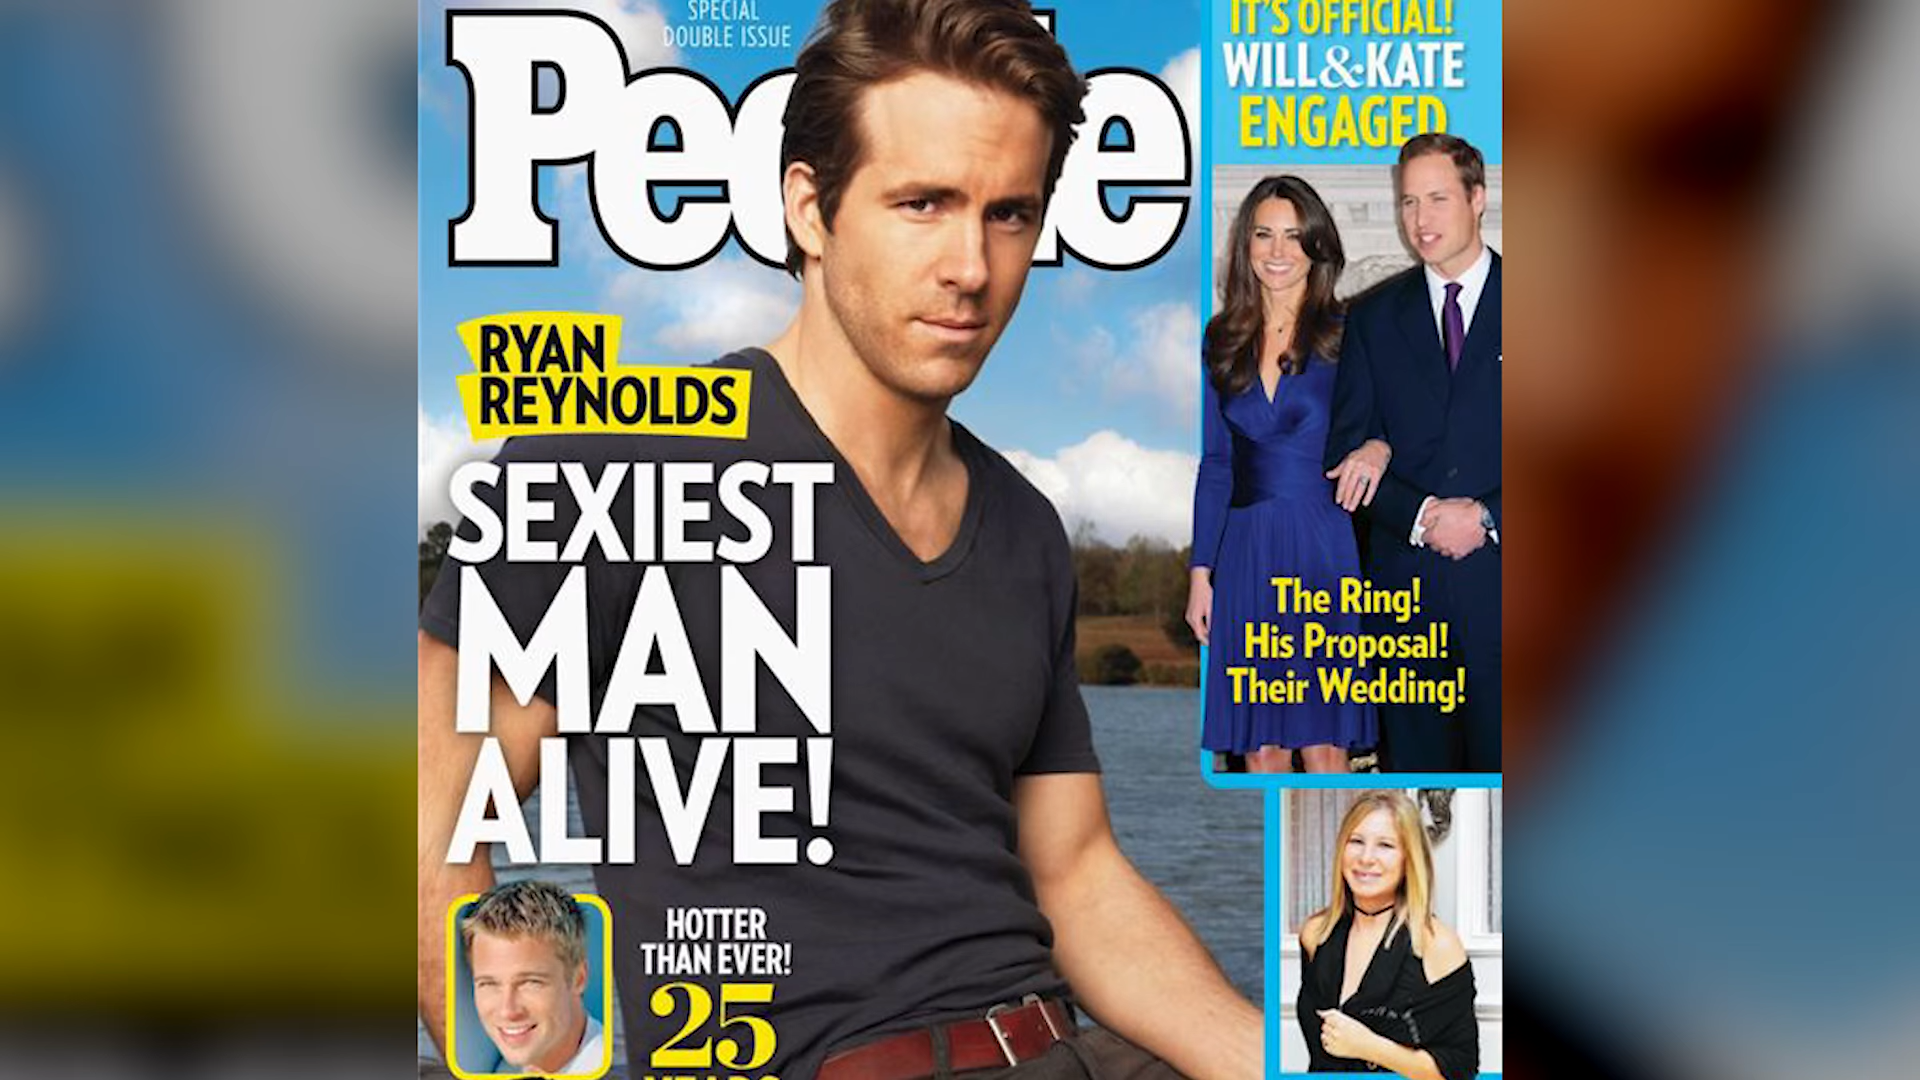 SPECIAL
DOUBLE ISSUE
People
RYAN
REYNOLDS
SEXIEST
MAN
ALIVE!
HOTTER
THAN EVER!
25
YEARS
IT'S OFFICIAL!
WILL&KATE
ENGAGED
The Ring!
His Proposal!
Their Wedding!